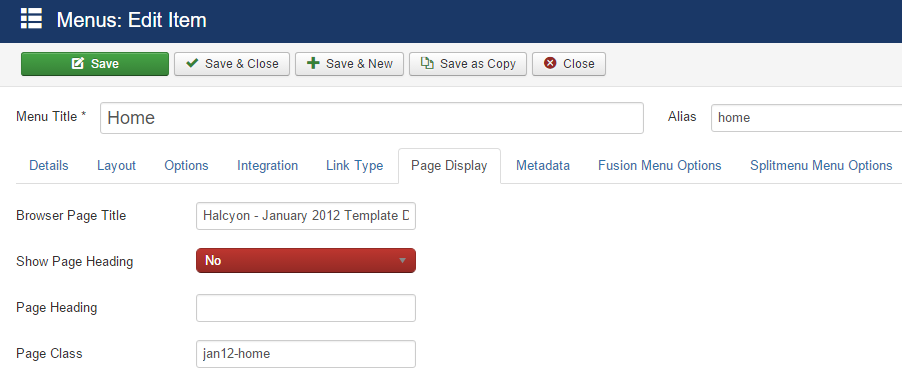 Menus: Edit Item
Save Save & Close Save & New Save as Copy Close
Menu Title * Home Alias home
Details Layout Options Integration Link Type Page Display Metadata Fusion Menu Options Splitmenu Menu Options
Browser Page Title Halcyon - January 2012 Template D
Show Page Heading No
Page Heading
Page Class jan12-home